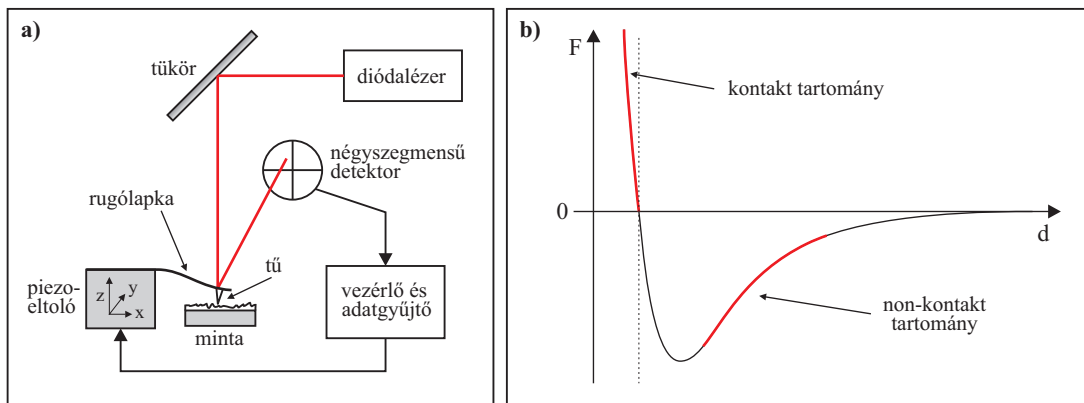 a)
tükör
diódalézer
négyszegmensű
detektor
rugólapka
tű
piezo-
eltoló
z
y
x
minta
vezérlő és
adatgyűjtő
b)
F
kontakt tartomány
0
d
non-kontakt
tartomány